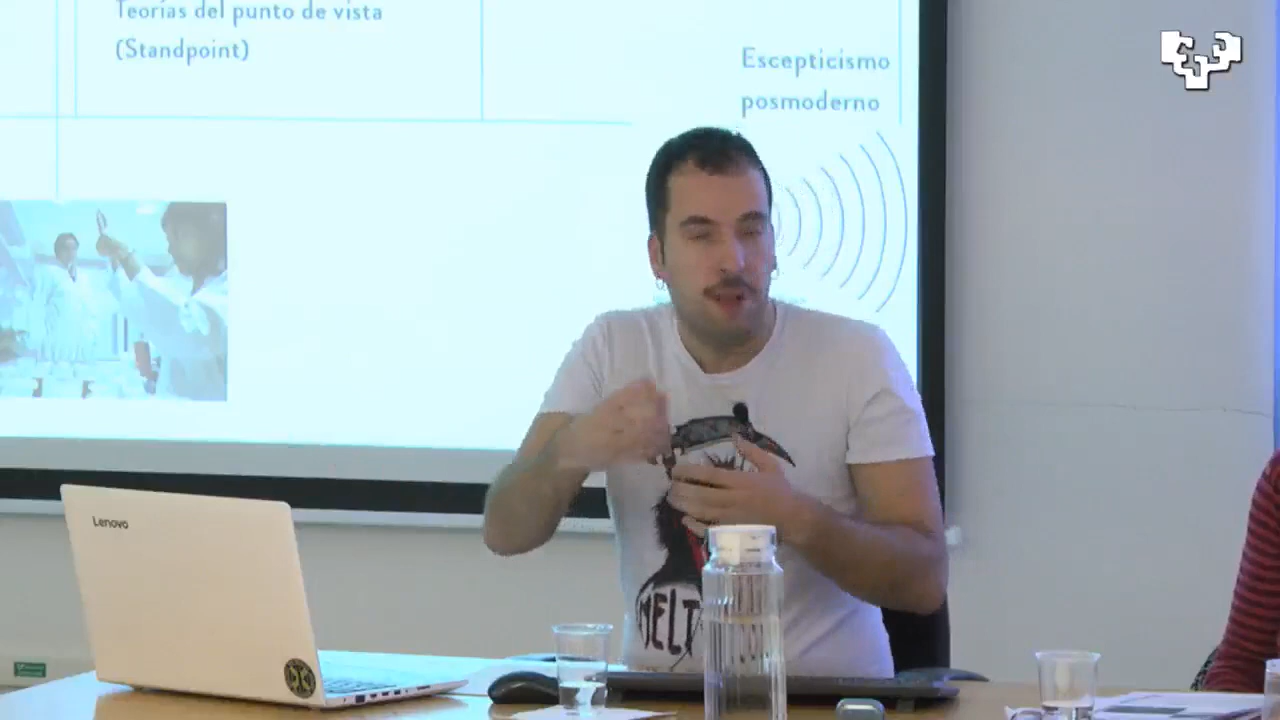 Teorías del punto de vista
(Standpoint)
Escepticismo
posmoderno
Lenovo